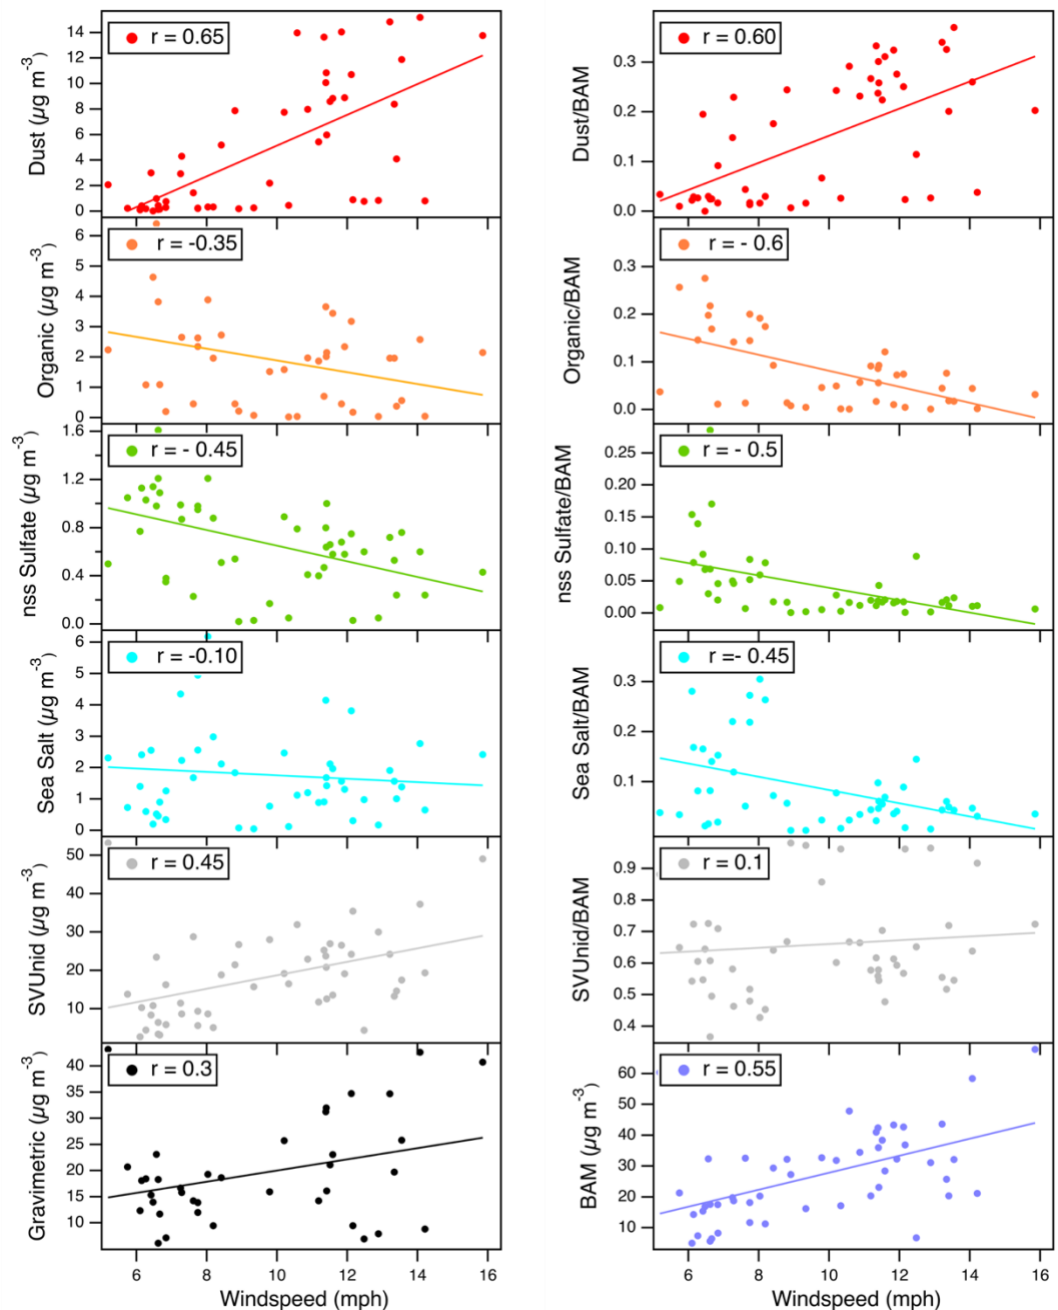 Dust (µg m⁻³)
14
12
10
8
6
4
2
0
r = 0.65
Dust/BAM
0.3
0.2
0.1
0.0
r = 0.60
Organic (µg m⁻³)
6
5
4
3
2
1
0
r = -0.35
Organic/BAM
0.3
0.2
0.1
0.0
r = - 0.6
nss Sulfate (µg m⁻³)
1.6
1.2
0.8
0.4
0.0
r = - 0.45
nss Sulfate/BAM
0.25
0.20
0.15
0.10
0.05
0.00
r = - 0.5
Sea Salt (µg m⁻³)
6
5
4
3
2
1
0
r = -0.10
Sea Salt/BAM
0.3
0.2
0.1
r =- 0.45
SVUnid (µg m⁻³)
50
40
30
20
10
r = 0.45
SVUnid/BAM
0.9
0.8
0.7
0.6
0.5
0.4
r = 0.1
Gravimetric (µg m⁻³)
40
35
30
25
20
15
10
r = 0.3
6 8 10 12 14 16
Windspeed (mph)
BAM (µg m⁻³)
60
50
40
30
20
10
r = 0.55
6 8 10 12 14 16
Windspeed (mph)